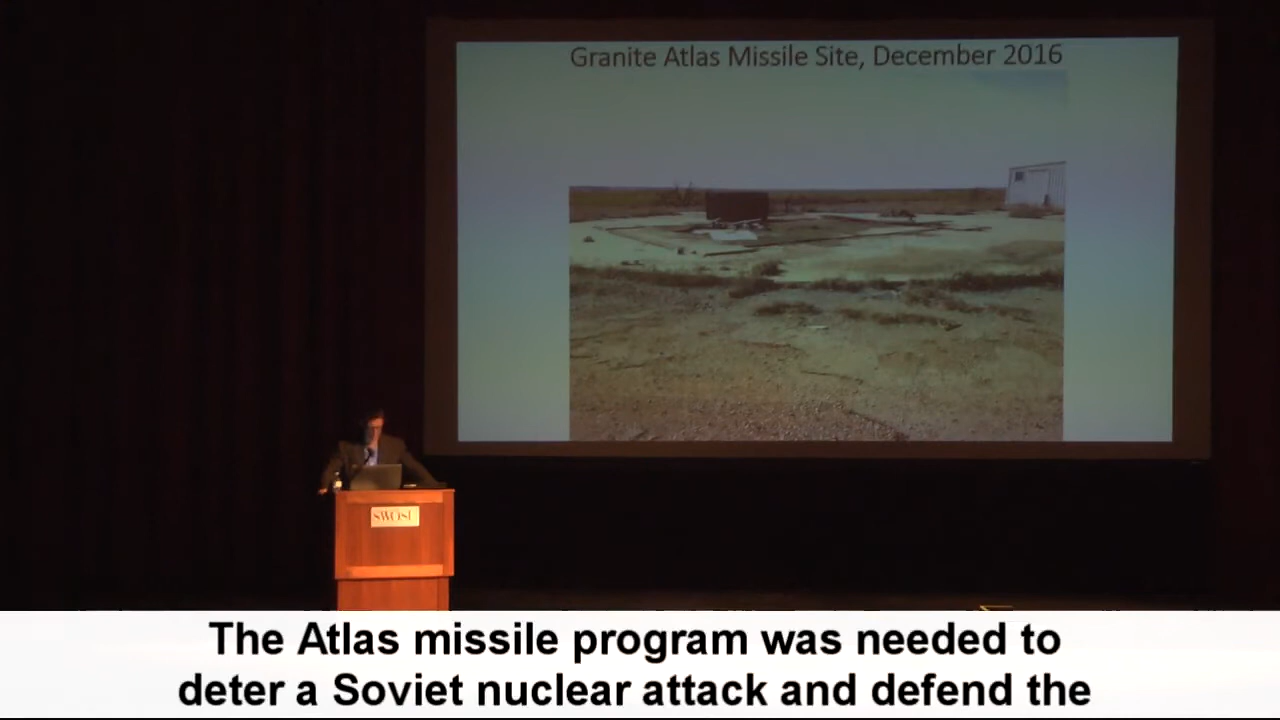 Granite Atlas Missile Site, December 2016
SWOSU
The Atlas missile program was needed to
deter a Soviet nuclear attack and defend the